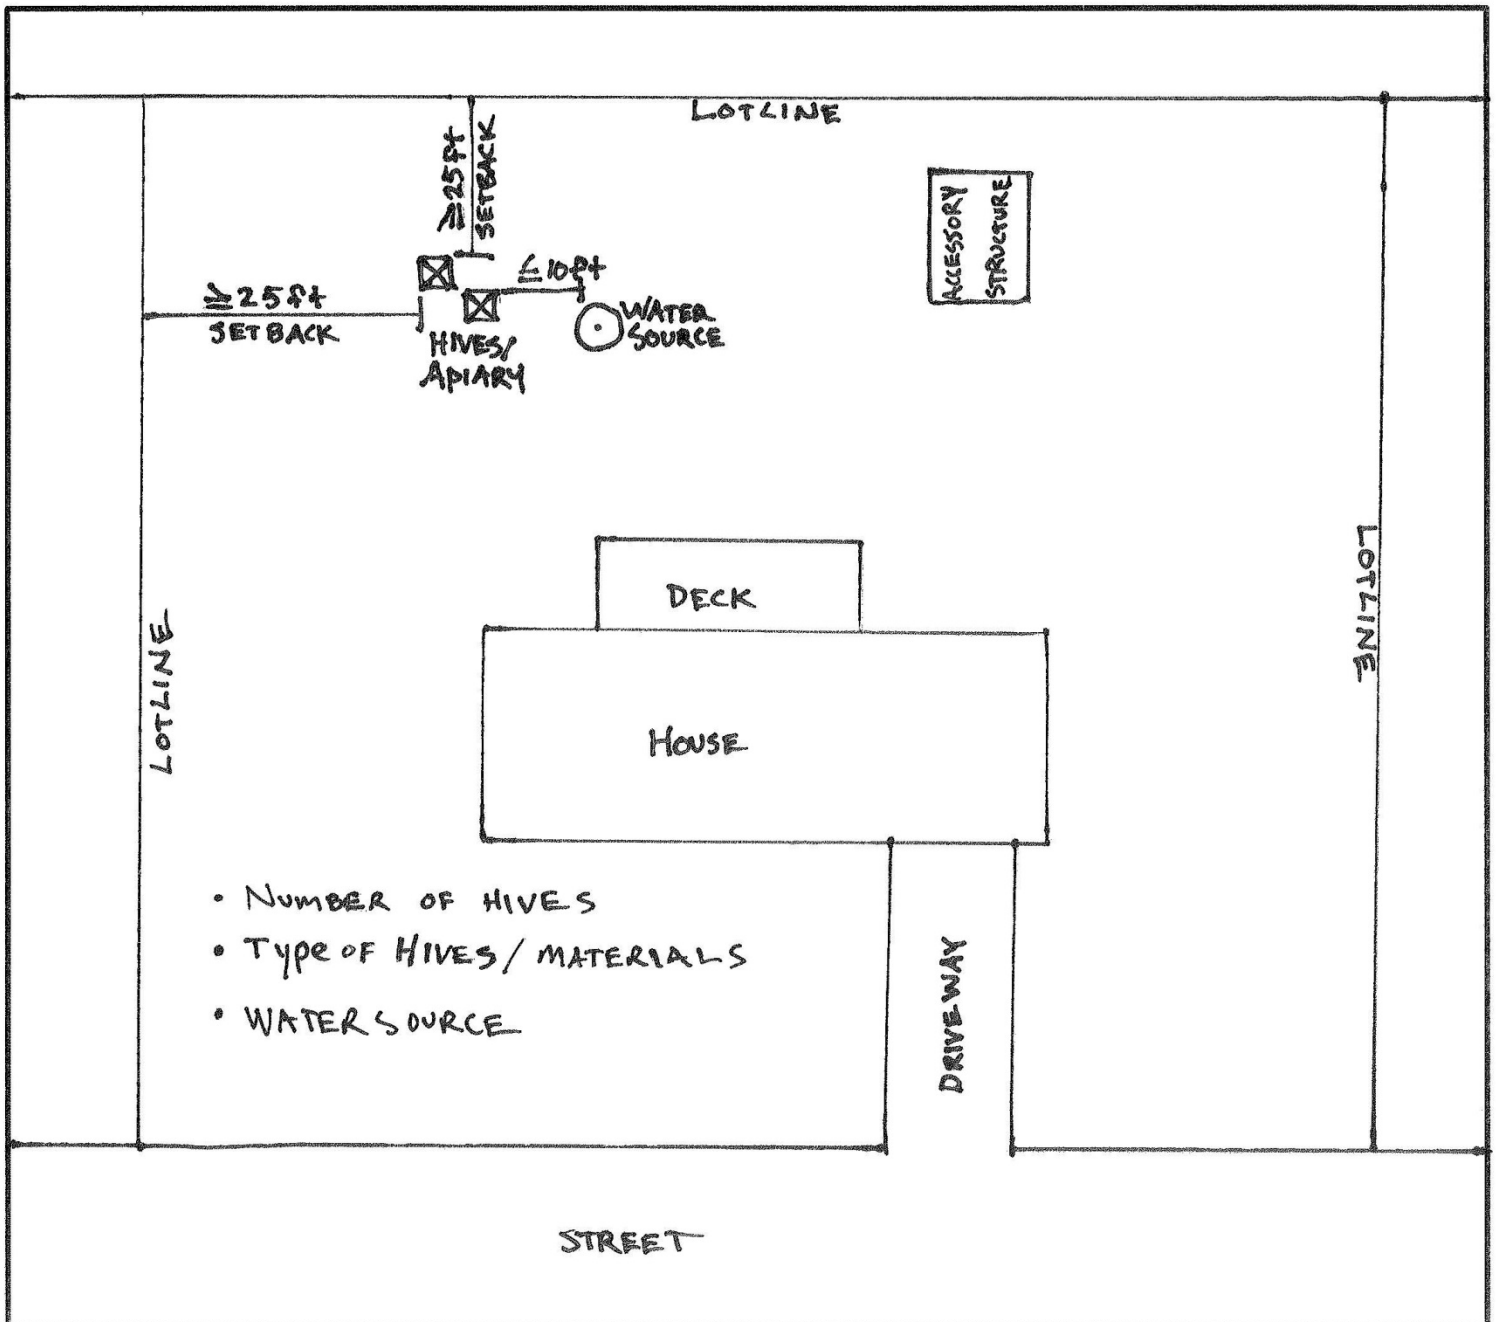 LOTLINE
≥25ft
SETBACK
ACCESSORY
STRUCTURE
≤10ft
≥25ft
SETBACK
WATER
SOURCE
HIVES/
APIARY
LOTLINE
DECK
LOTLINE
HOUSE
• NUMBER OF HIVES
• Type OF HIVES/MATERIALS
• WATER SOURCE
DRIVEWAY
STREET